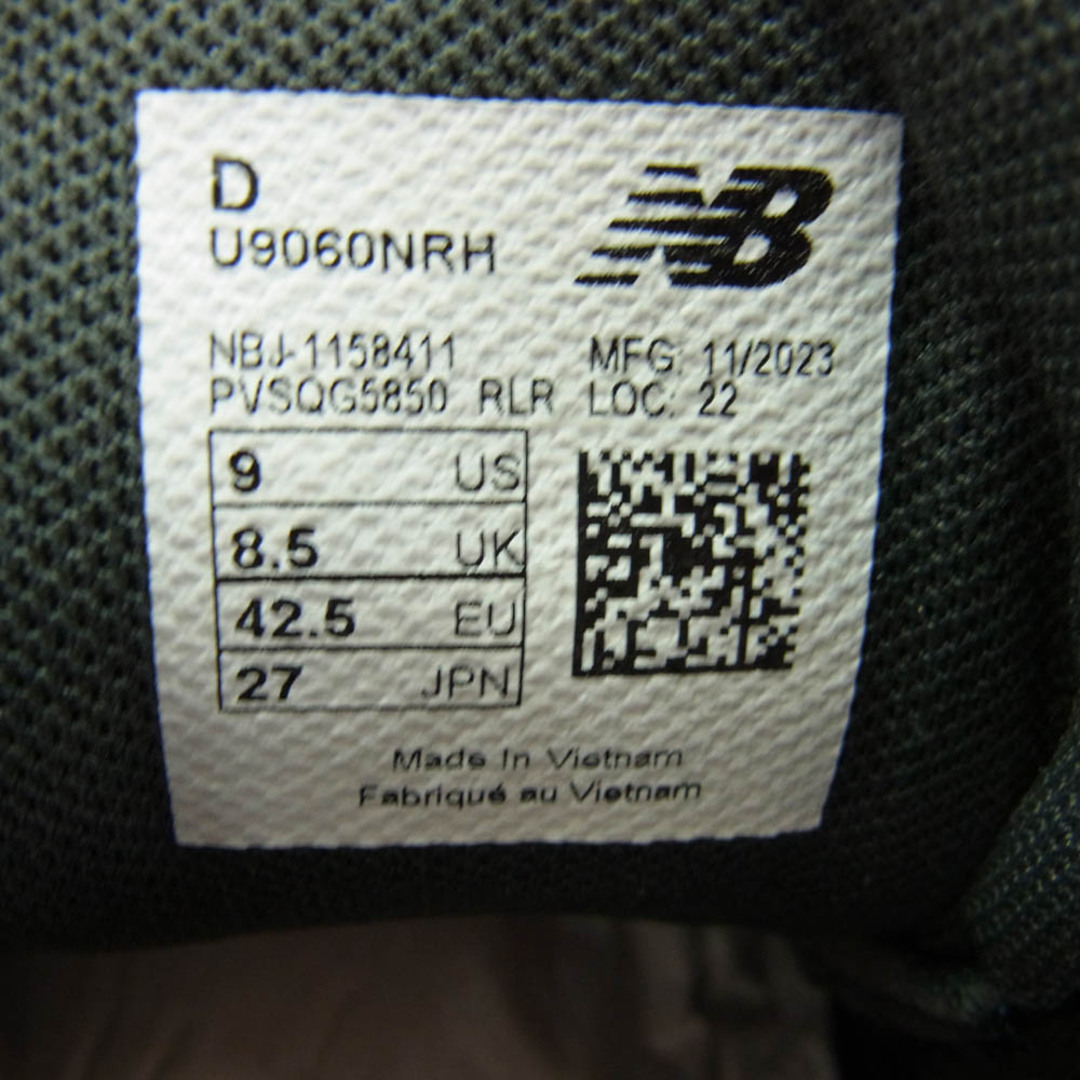 D
NB
U9060NRH
NBJ-1158411 MFG: 11/2023
PVSQG5850 RLR LOC: 22
9 US
8.5 UK
42.5 EU
27 JPN
Made In Vietnam
Fabriqué au Vietnam